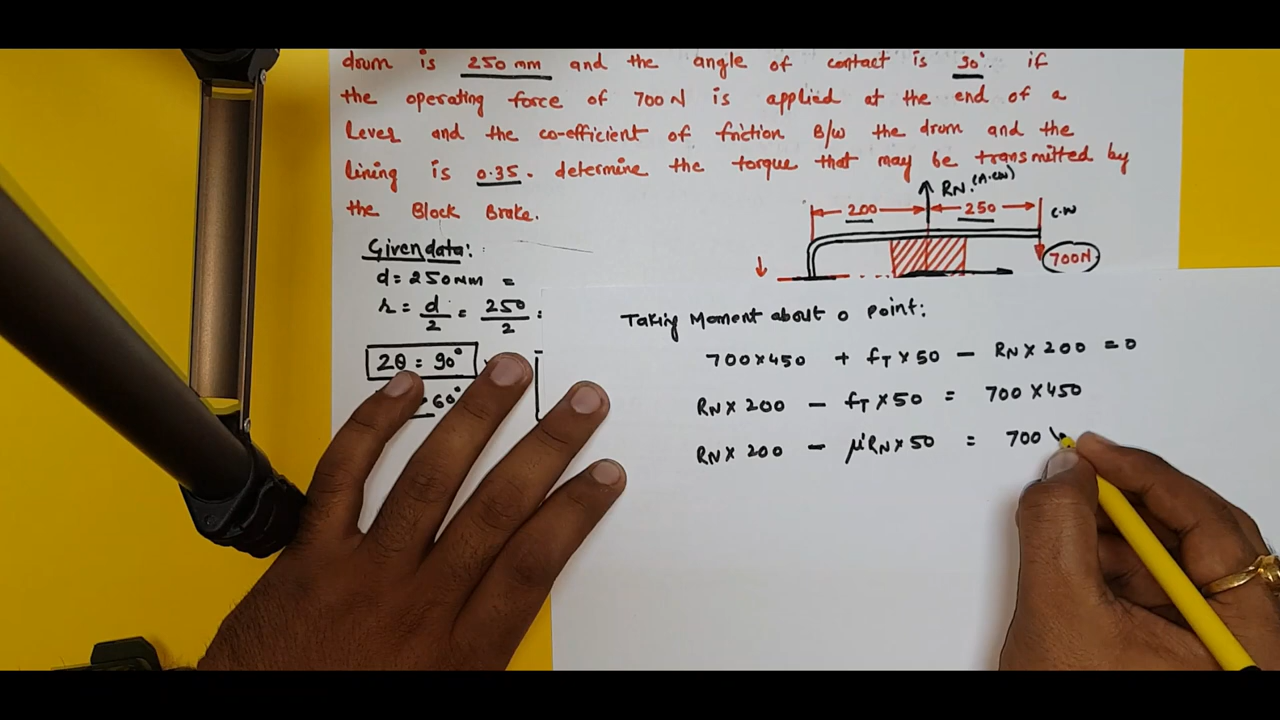 drum is 250 mm and the angle of contact is 90°. if
the operating force of 700N is applied at the end of a
Lever and the co-efficient of friction B/w the drum and the
lining is 0.35. determine the torque that may be transmitted by
the Block Brake.
RN.(A.CW)
200 250 C.W
700N
Given data:
d = 250MM =
r = d/2 = 250/2 =
2θ = 90°
60°
Taking Moment about o point:
700×450 + fT×50 - RN×200 = 0
RN×200 - fT×50 = 700×450
RN×200 - μ'RN×50 = 700